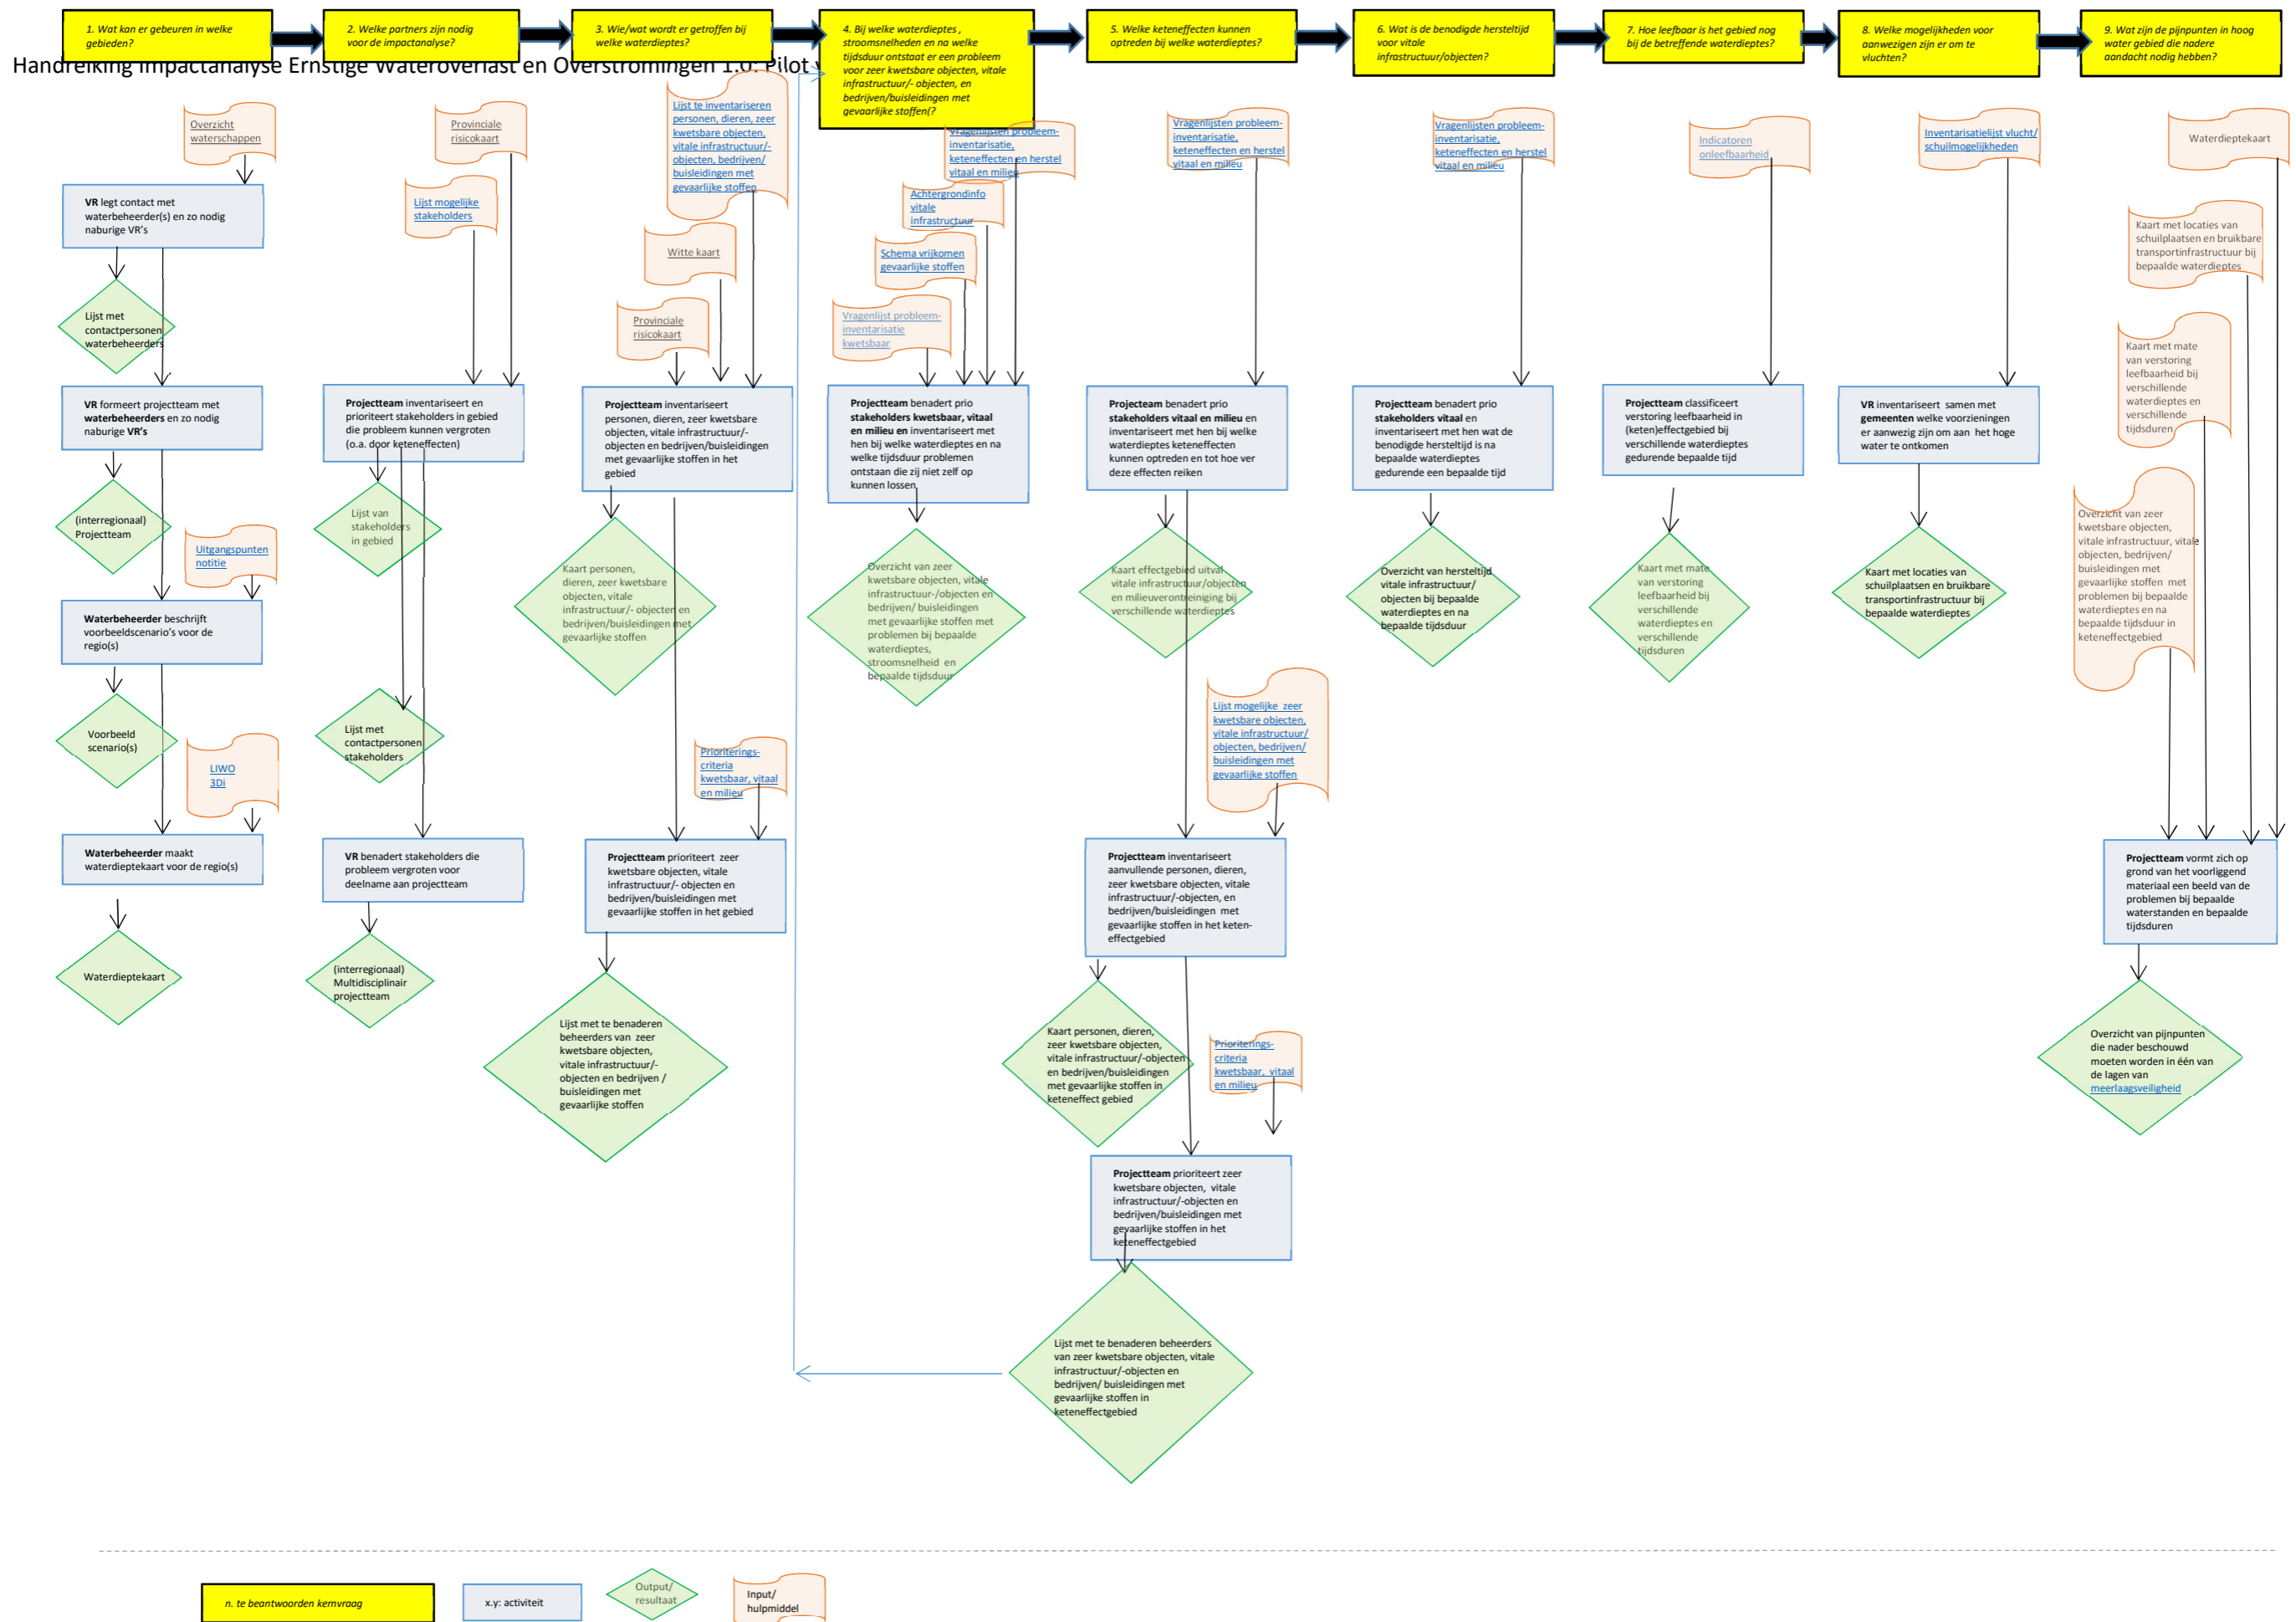 1. Wat kan er gebeuren in welke
gebieden?
2. Welke partners zijn nodig
voor de impactanalyse?
3. Wie/wat wordt er getroffen bij
welke waterdieptes?
4. Bij welke waterdieptes ,
stroomsnelheden en na welke
tijdsduur ontstaat er een probleem
voor zeer kwetsbare objecten, vitale
infrastructuur/- objecten, en
bedrijven/buisleidingen met
gevaarlijke stoffen(?
5. Welke keteneffecten kunnen
optreden bij welke waterdieptes?
6. Wat is de benodigde hersteltijd
voor vitale
infrastructuur/objecten?
7. Hoe leefbaar is het gebied nog
bij de betreffende waterdieptes?
8. Welke mogelijkheden voor
aanwezigen zijn er om te
vluchten?
9. Wat zijn de pijnpunten in hoog
water gebied die nadere
aandacht nodig hebben?
Handreiking Impactanalyse Ernstige Wateroverlast en Overstromingen 1.0: Pilot
Overzicht
waterschappen
VR legt contact met
waterbeheerder(s) en zo nodig
naburige VR's
Lijst met
contactpersonen
waterbeheerders
VR formeert projectteam met
waterbeheerders en zo nodig
naburige VR's
(interregionaal)
Projectteam
Uitgangspunten
notitie
Waterbeheerder beschrijft
voorbeeldscenario's voor de
regio(s)
Voorbeeld
scenario(s)
LIWO
3Di
Waterbeheerder maakt
waterdieptekaart voor de regio(s)
Waterdieptekaart
Provinciale
risicokaart
Lijst mogelijke
stakeholders
Projectteam inventariseert en
prioriteert stakeholders in gebied
die probleem kunnen vergroten
(o.a. door keteneffecten)
Lijst van
stakeholders
in gebied
Lijst met
contactpersonen
stakeholders
VR benadert stakeholders die
probleem vergroten voor
deelname aan projectteam
(interregionaal)
Multidisciplinair
projectteam
Lijst te inventariseren
personen, dieren, zeer
kwetsbare objecten,
vitale infrastructuur/-
objecten, bedrijven/
buisleidingen met
gevaarlijke stoffen
Witte kaart
Provinciale
risicokaart
Projectteam inventariseert
personen, dieren, zeer kwetsbare
objecten, vitale infrastructuur/-
objecten en bedrijven/buisleidingen
met gevaarlijke stoffen in het
gebied
Kaart personen,
dieren, zeer kwetsbare
objecten, vitale
infrastructuur/- objecten en
bedrijven/buisleidingen met
gevaarlijke stoffen
Prioriterings-
criteria
kwetsbaar, vitaal
en milieu
Projectteam prioriteert zeer
kwetsbare objecten, vitale
infrastructuur/- objecten en
bedrijven/buisleidingen met
gevaarlijke stoffen in het gebied
Lijst met te benaderen
beheerders van zeer
kwetsbare objecten,
vitale infrastructuur/-
objecten en bedrijven /
buisleidingen met
gevaarlijke stoffen
Vragenlijsten probleem-
inventarisatie,
keteneffecten en herstel
vitaal en milieu
Achtergrondinfo
vitale
infrastructuur
Schema vrijkomen
gevaarlijke stoffen
Vragenlijst probleem-
inventarisatie
kwetsbaar
Projectteam benadert prio
stakeholders kwetsbaar, vitaal
en milieu en inventariseert met
hen bij welke waterdieptes en na
welke tijdsduur problemen
ontstaan die zij niet zelf op
kunnen lossen
Overzicht van zeer
kwetsbare objecten, vitale
infrastructuur-/objecten en
bedrijven/ buisleidingen
met gevaarlijke stoffen met
problemen bij bepaalde
waterdieptes,
stroomsnelheid en
bepaalde tijdsduur
Vragenlijsten probleem-
inventarisatie,
keteneffecten en herstel
vitaal en milieu
Projecteam benadert prio
stakeholders vitaal en milieu en
inventariseert met hen bij welke
waterdieptes keteneffecten
kunnen optreden en tot hoe ver
deze effecten reiken
Kaart effectgebied uitval
vitale infrastructuur/objecten
en milieuverontreiniging bij
verschillende waterdieptes
Lijst mogelijke zeer
kwetsbare objecten,
vitale infrastructuur/
objecten, bedrijven/
buisleidingen met
gevaarlijke stoffen
Projectteam inventariseert
aanvullende personen, dieren,
zeer kwetsbare objecten, vitale
infrastructuur/-objecten, en
bedrijven/buisleidingen met
gevaarlijke stoffen in het keten-
effectgebied
Kaart personen, dieren,
zeer kwetsbare objecten,
vitale infrastructuur/-objecten
en bedrijven/buisleidingen
met gevaarlijke stoffen in
keteneffect gebied
Prioriterings-
criteria
kwetsbaar, vitaal
en milieu
Projectteam prioriteert zeer
kwetsbare objecten, vitale
infrastructuur/-objecten en
bedrijven/buisleidingen met
gevaarlijke stoffen in het
keteneffectgebied
Lijst met te benaderen beheerders
van zeer kwetsbare objecten, vitale
infrastructuur/-objecten en
bedrijven/ buisleidingen met
gevaarlijke stoffen in
keteneffectgebied
Vragenlijsten probleem-
inventarisatie,
keteneffecten en herstel
vitaal en milieu
Projectteam benadert prio
stakeholders vitaal en
inventariseert met hen wat de
benodigde hersteltijd is na
bepaalde waterdieptes
gedurende een bepaalde tijd
Overzicht van hersteltijd
vitale infrastructuur/
objecten bij bepaalde
waterdieptes en na
bepaalde tijdsduur
Indicatoren
onleefbaarheid
Projectteam classificeert
verstoring leefbaarheid in
(keten)effectgebied bij
verschillende waterdieptes
gedurende bepaalde tijd
Kaart met mate
van verstoring
leefbaarheid bij
verschillende
waterdieptes en
verschillende
tijdsduren
Inventarisatielijst vlucht/
schuilmogelijkheden
VR inventariseert samen met
gemeenten welke voorzieningen
er aanwezig zijn om aan het hoge
water te ontkomen
Kaart met locaties van
schuilplaatsen en bruikbare
transportinfrastructuur bij
bepaalde waterdieptes
Waterdieptekaart
Kaart met locaties van
schuilplaatsen en bruikbare
transportinfrastructuur bij
bepaalde waterdieptes
Kaart met mate
van verstoring
leefbaarheid bij
verschillende
waterdieptes en
verschillende
tijdsduren
Overzicht van zeer
kwetsbare objecten,
vitale infrastructuur, vitale
objecten, bedrijven/
buisleidingen met
gevaarlijke stoffen met
problemen bij bepaalde
waterdieptes en na
bepaalde tijdsduur in
keteneffectgebied
Projectteam vormt zich op
grond van het voorliggend
materiaal een beeld van de
problemen bij bepaalde
waterstanden en bepaalde
tijdsduren
Overzicht van pijnpunten
die nader beschouwd
moeten worden in één van
de lagen van
meerlaagsveiligheid
n. te beantwoorden kernvraag
x.y: activiteit
Output/
resultaat
Input/
hulpmiddel